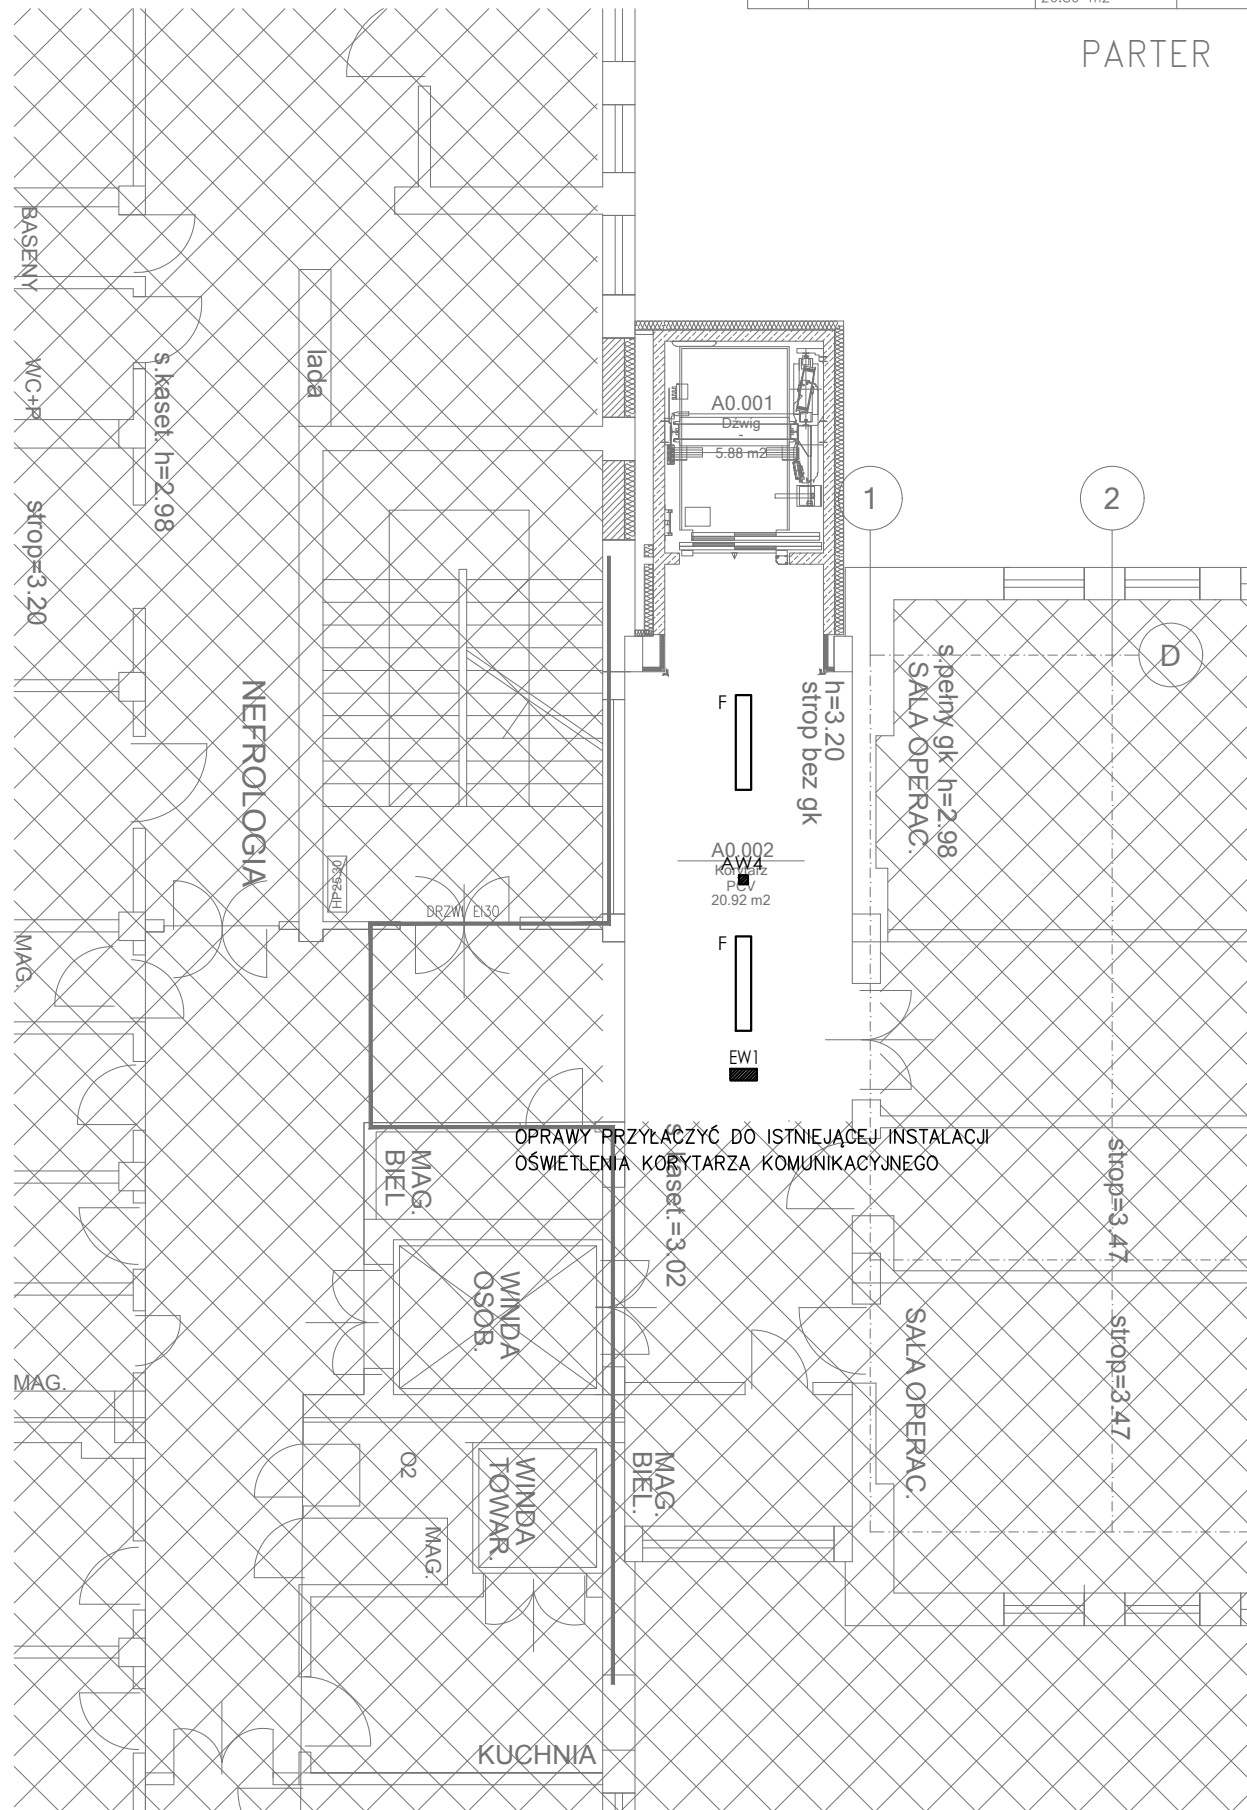 PARTER
BASENY
WC+P
s.kaset. h=2.98
strop=3.20
lada
A0.001
Dźwig
-
5.88 m2
1
2
D
NEFROLOGIA
s.pełny gk h=2.98
SALA OPERAC.
h=3.20
strop bez gk
F
A0.002
AW4
Korytarz
PCV
20.92 m2
HP25-30
DRZWI EI30
F
MAG.
EW1
OPRAWY PRZYŁĄCZYĆ DO ISTNIEJĄCEJ INSTALACJI
OŚWIETLENIA KORYTARZA KOMUNIKACYJNEGO
MAG.
BIEL
s.kaset.=3.02
strop=3.47
WINDA
OSOB.
SALA OPERAC.
strop=3.47
MAG.
O2
WINDA
TOWAR.
MAG.
BIEL.
MAG.
KUCHNIA